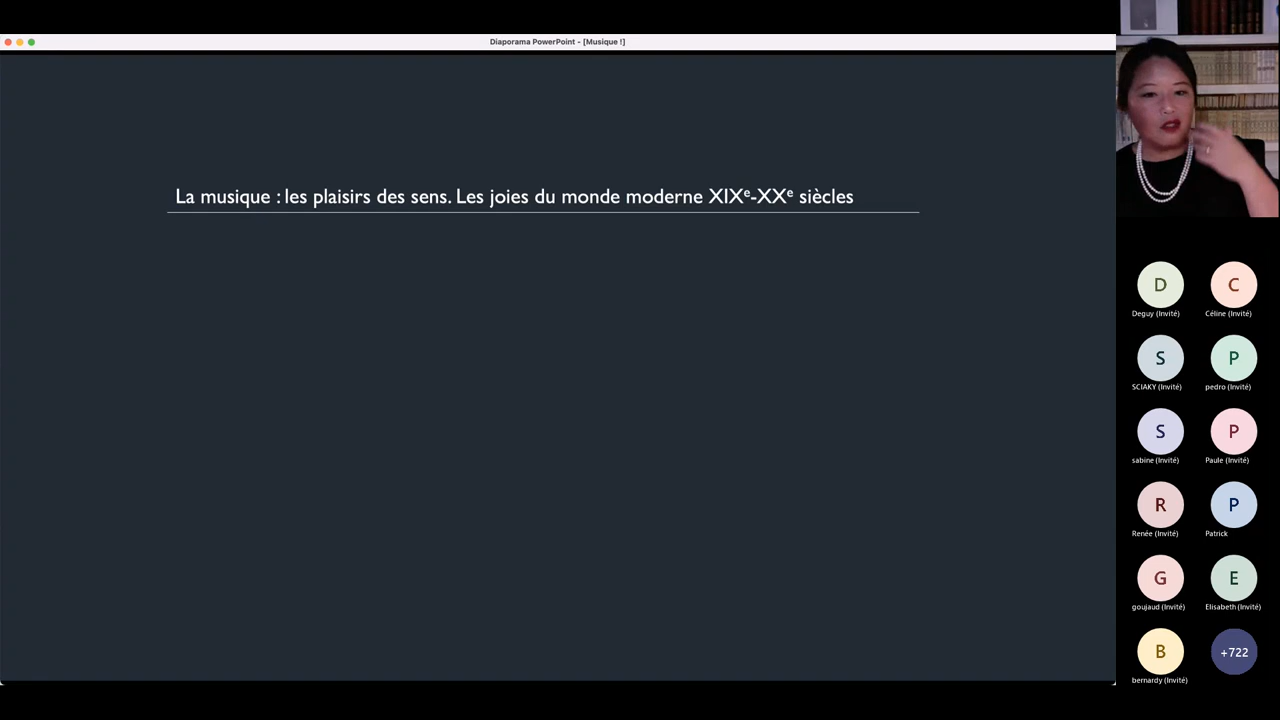 Diaporama PowerPoint - [Musique !]
La musique : les plaisirs des sens. Les joies du monde moderne XIXe-XXe siècles
D
C
Deguy (Invité)
Céline (Invité)
S
P
SCIAKY (Invité)
pedro (Invité)
S
P
sabine (Invité)
Paule (Invité)
R
P
Renée (Invité)
Patrick
G
E
goujaud (Invité)
Elisabeth (Invité)
B
+722
bernardy (Invité)